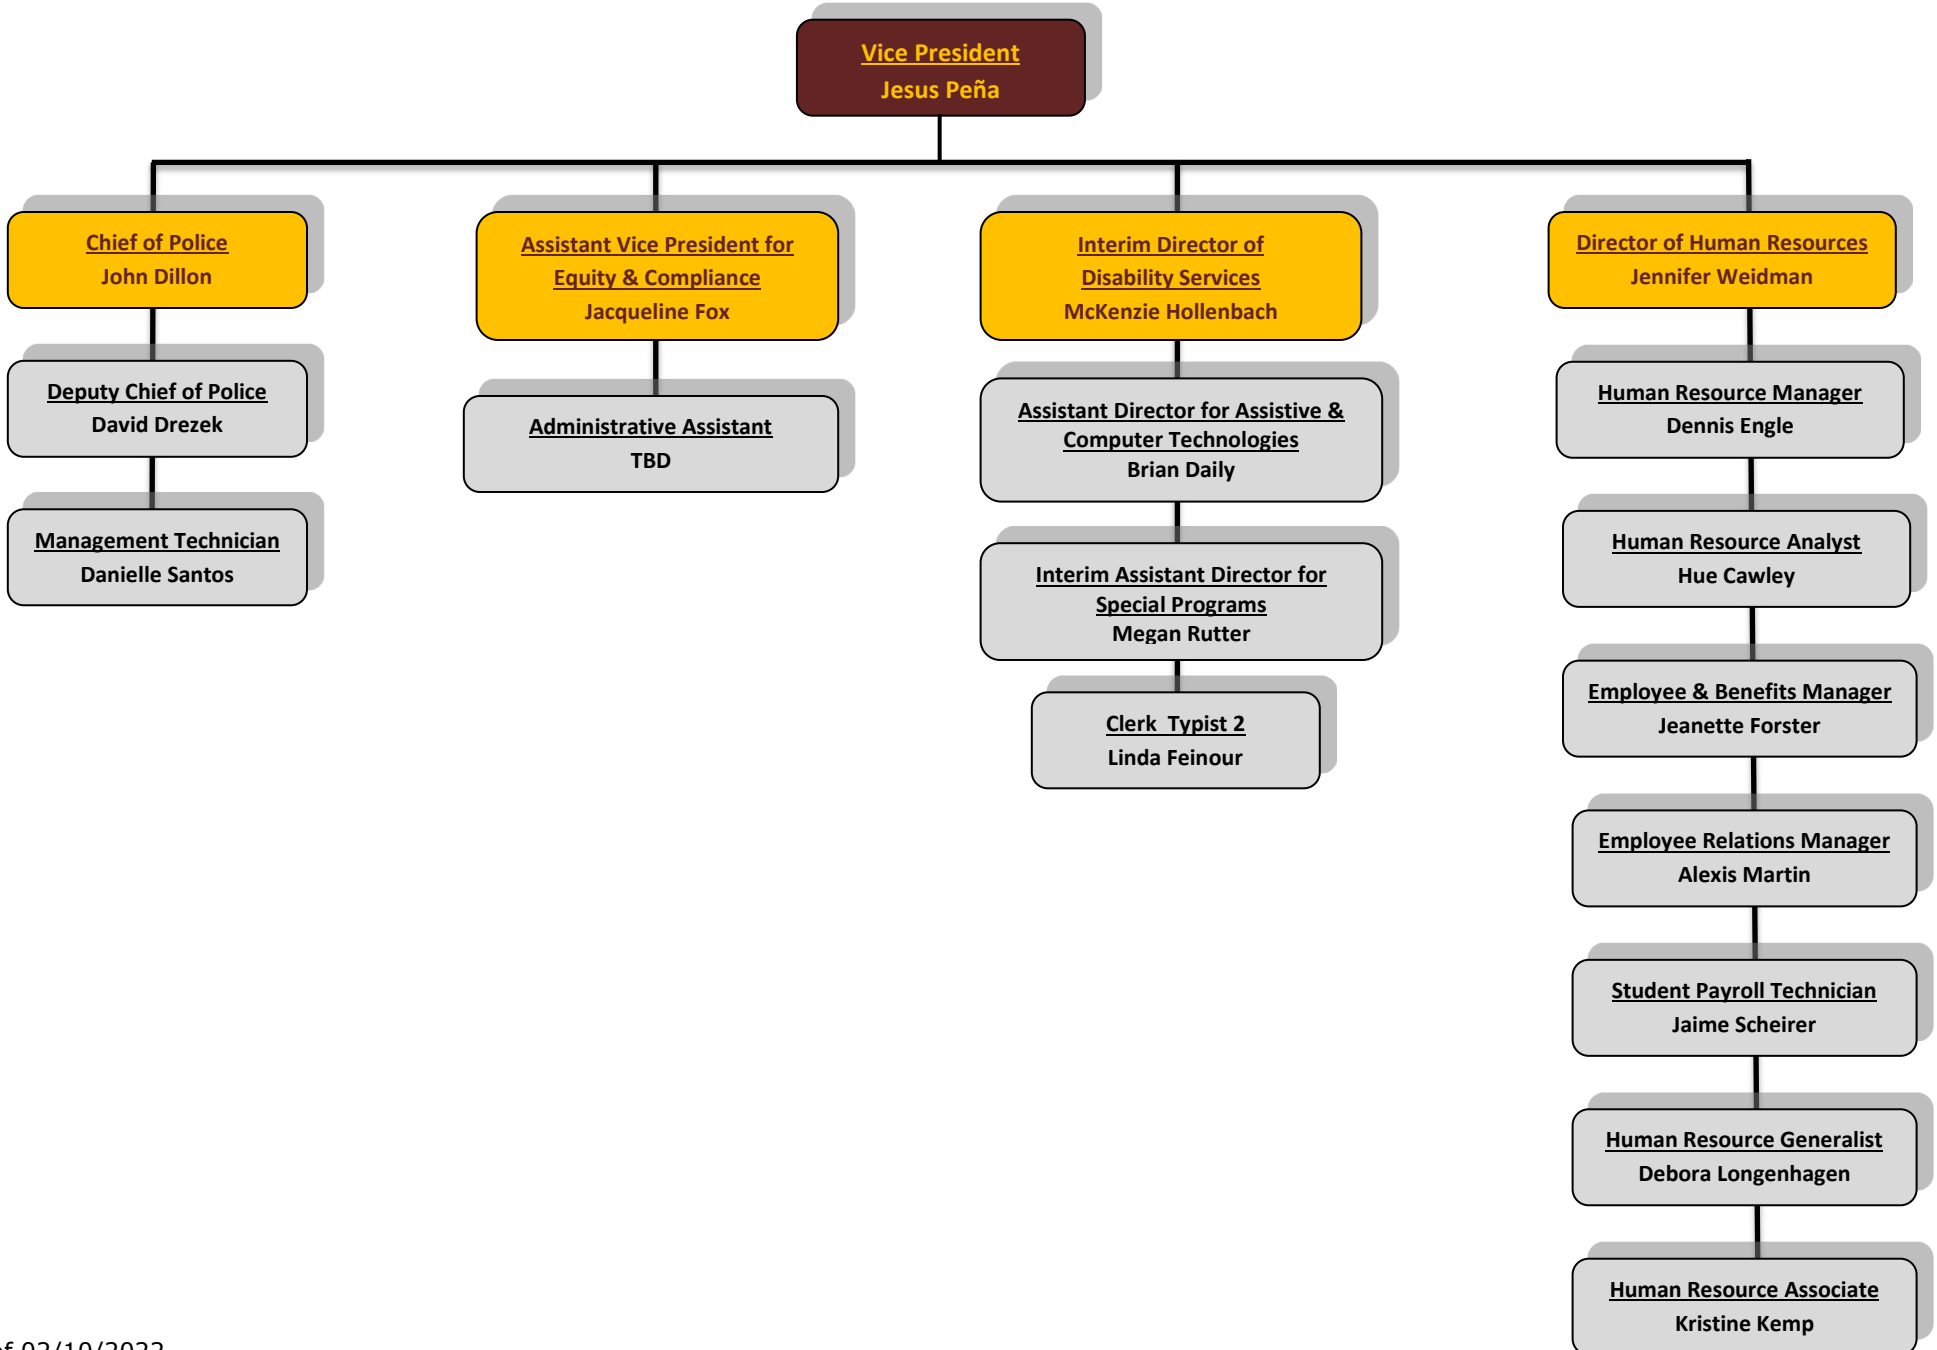 Vice President
Jesus Peña
Chief of Police
John Dillon
Deputy Chief of Police
David Drezek
Management Technician
Danielle Santos
Assistant Vice President for
Equity & Compliance
Jacqueline Fox
Administrative Assistant
TBD
Interim Director of
Disability Services
McKenzie Hollenbach
Assistant Director for Assistive &
Computer Technologies
Brian Daily
Interim Assistant Director for
Special Programs
Megan Rutter
Clerk  Typist 2
Linda Feinour
Director of Human Resources
Jennifer Weidman
Human Resource Manager
Dennis Engle
Human Resource Analyst
Hue Cawley
Employee & Benefits Manager
Jeanette Forster
Employee Relations Manager
Alexis Martin
Student Payroll Technician
Jaime Scheirer
Human Resource Generalist
Debora Longenhagen
Human Resource Associate
Kristine Kemp